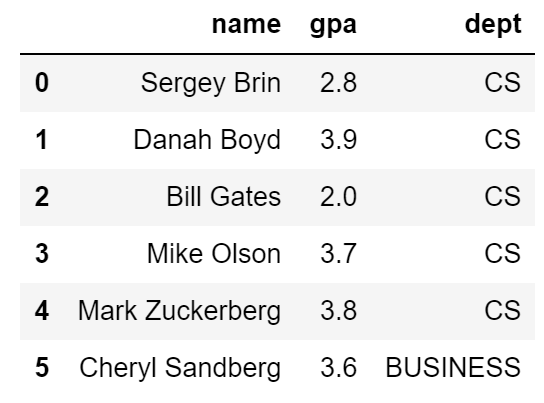 name gpa dept
0 Sergey Brin 2.8 CS
1 Danah Boyd 3.9 CS
2 Bill Gates 2.0 CS
3 Mike Olson 3.7 CS
4 Mark Zuckerberg 3.8 CS
5 Cheryl Sandberg 3.6 BUSINESS